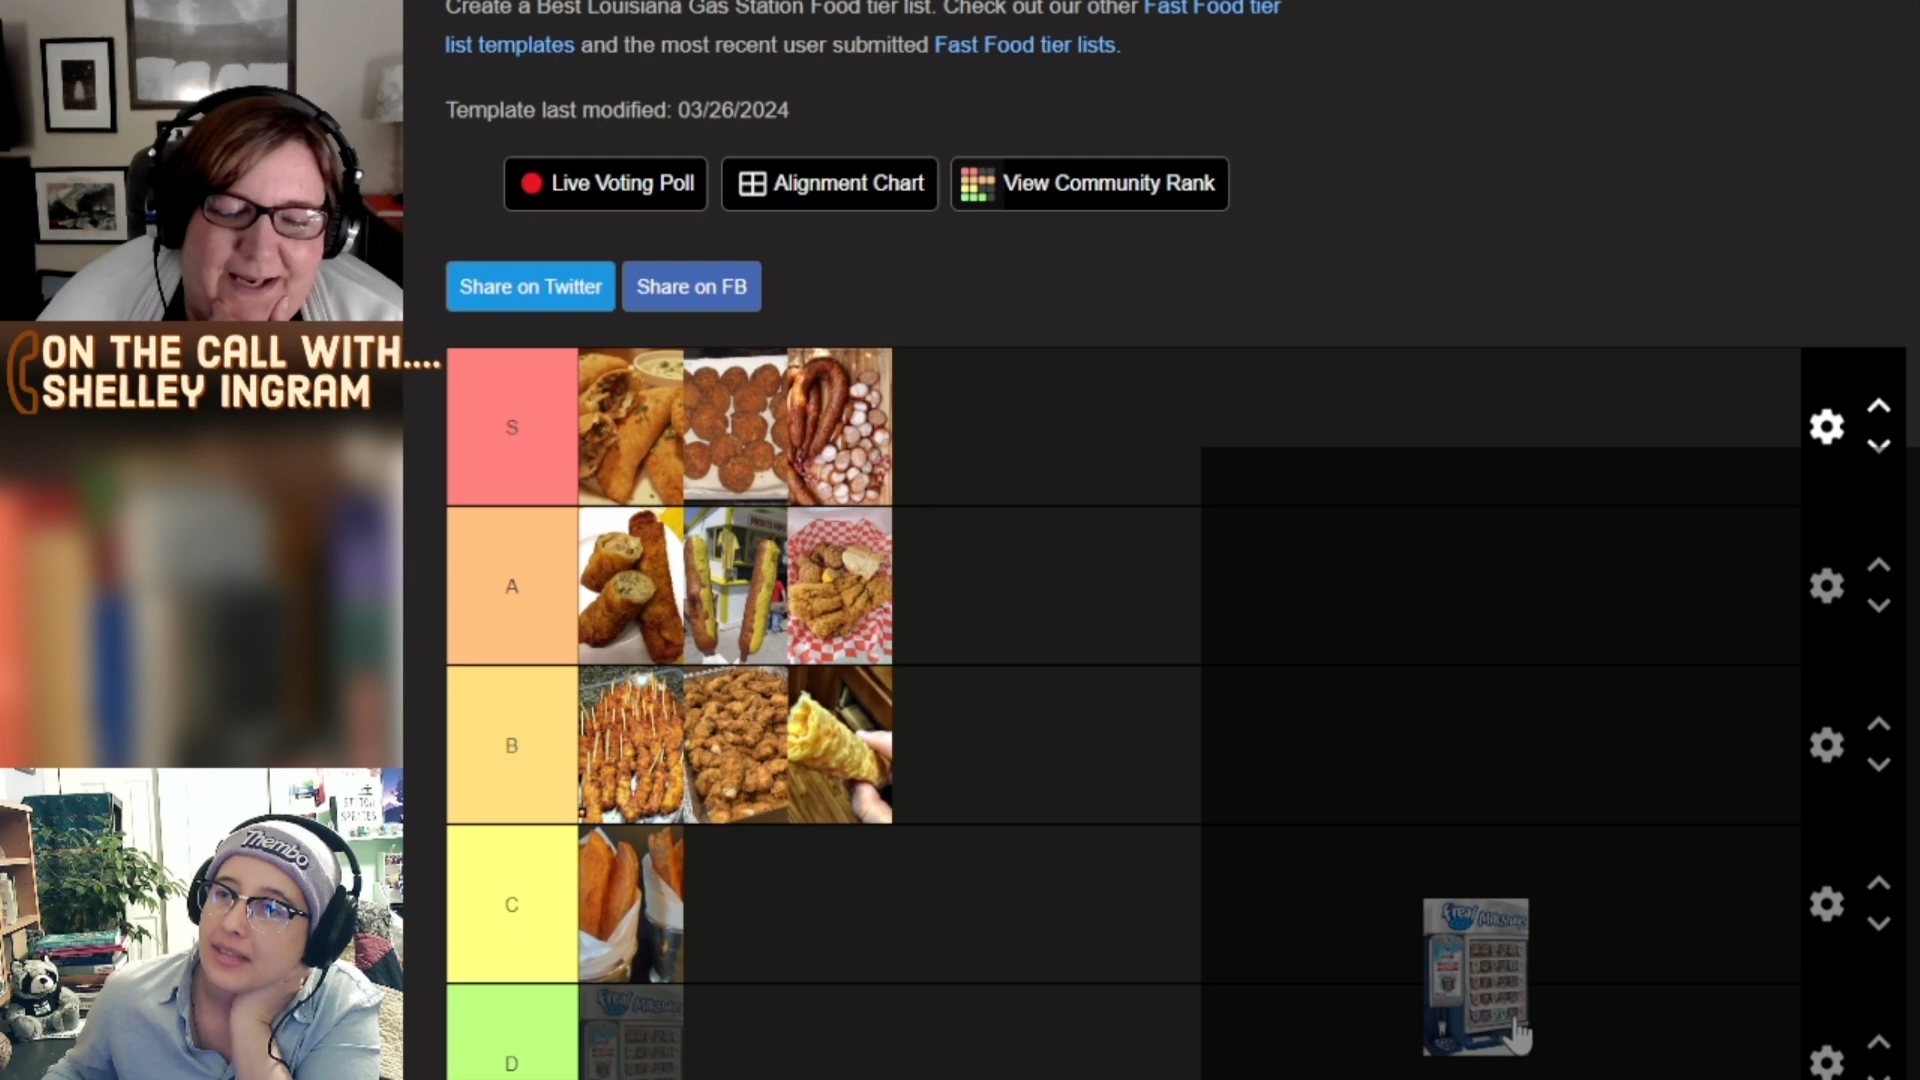 Create a Best Louisiana Gas Station Food tier list. Check out our other Fast Food tier
list templates and the most recent user submitted Fast Food tier lists.
Template last modified: 03/26/2024
Live Voting Poll
Alignment Chart
View Community Rank
Share on Twitter
Share on FB
ON THE CALL WITH....
SHELLEY INGRAM
S
A
B
C
D
Thembo
f'real
Milkshakes